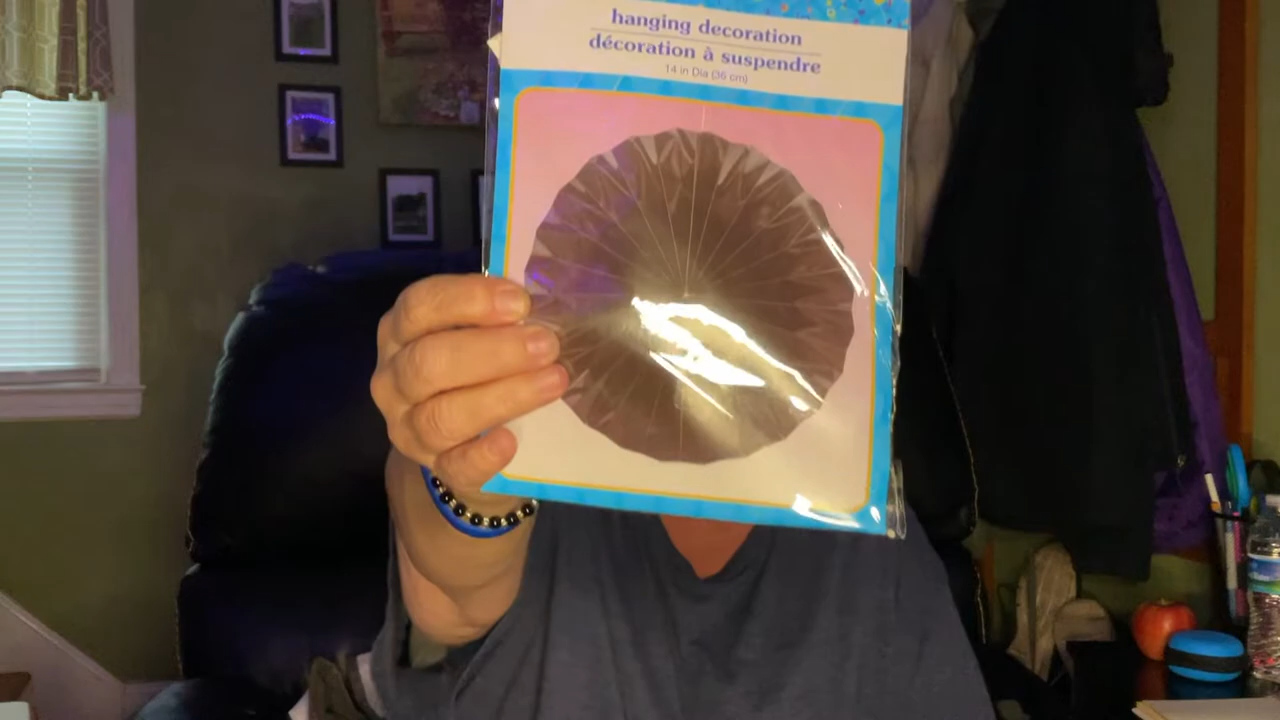 hanging decoration
décoration à suspendre
14 in Dia (36 cm)